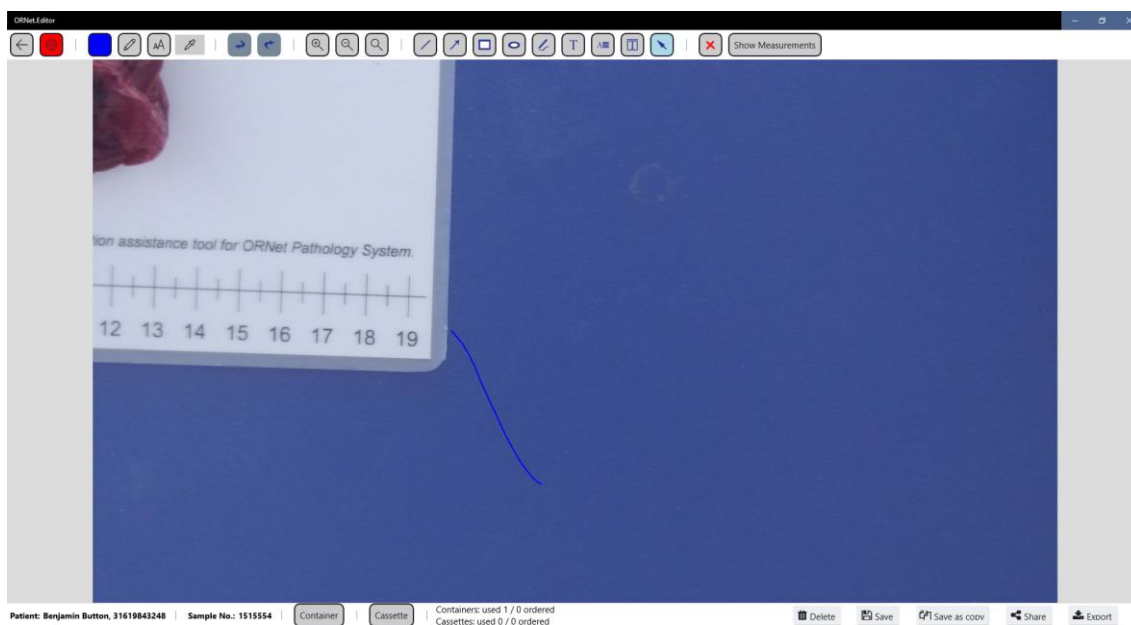 ORNet.Editor
AA T A T Show Measurements
assistance tool for ORNet Pathology System.
12 13 14 15 16 17 18 19
Patient: Benjamin Button, 31619843248 Sample No.: 1515554 Container Cassette Containers: used 1 / 0 ordered
Cassettes: used 0 / 0 ordered
Delete Save Save as copy Share Export